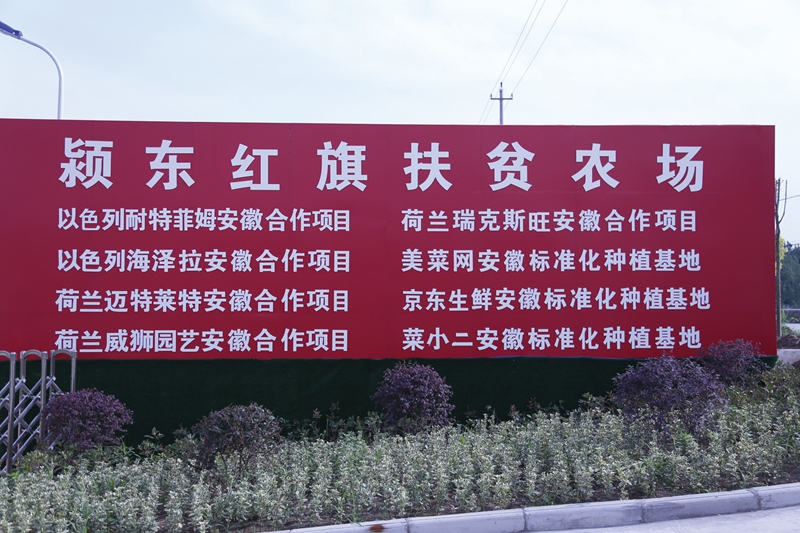 颍东红旗扶贫农场
以色列耐特菲姆安徽合作项目
荷兰瑞克斯旺安徽合作项目
以色列海泽拉安徽合作项目
美菜网安徽标准化种植基地
荷兰迈特莱特安徽合作项目
京东生鲜安徽标准化种植基地
荷兰威狮园艺安徽合作项目
菜小二安徽标准化种植基地